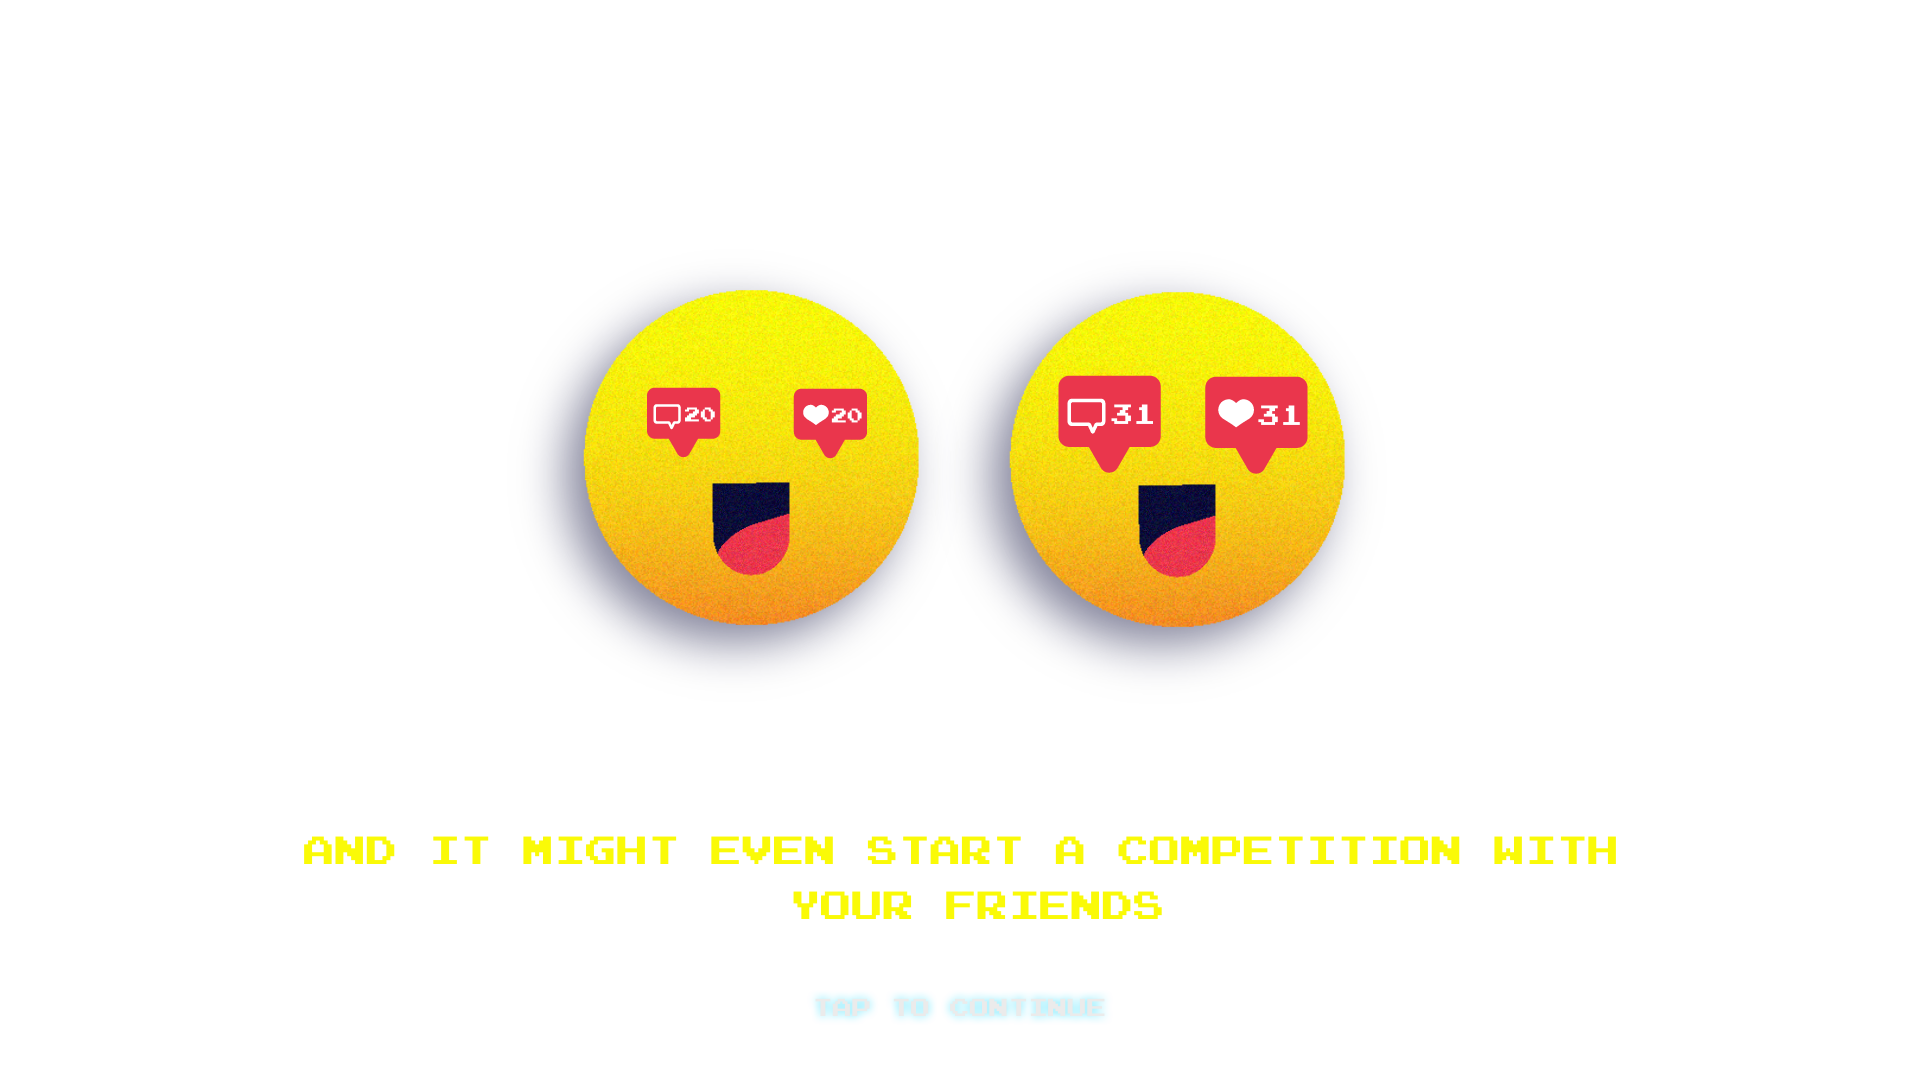 20 20 31 31
AND IT MIGHT EVEN START A COMPETITION WITH
YOUR FRIENDS
TAP TO CONTINUE